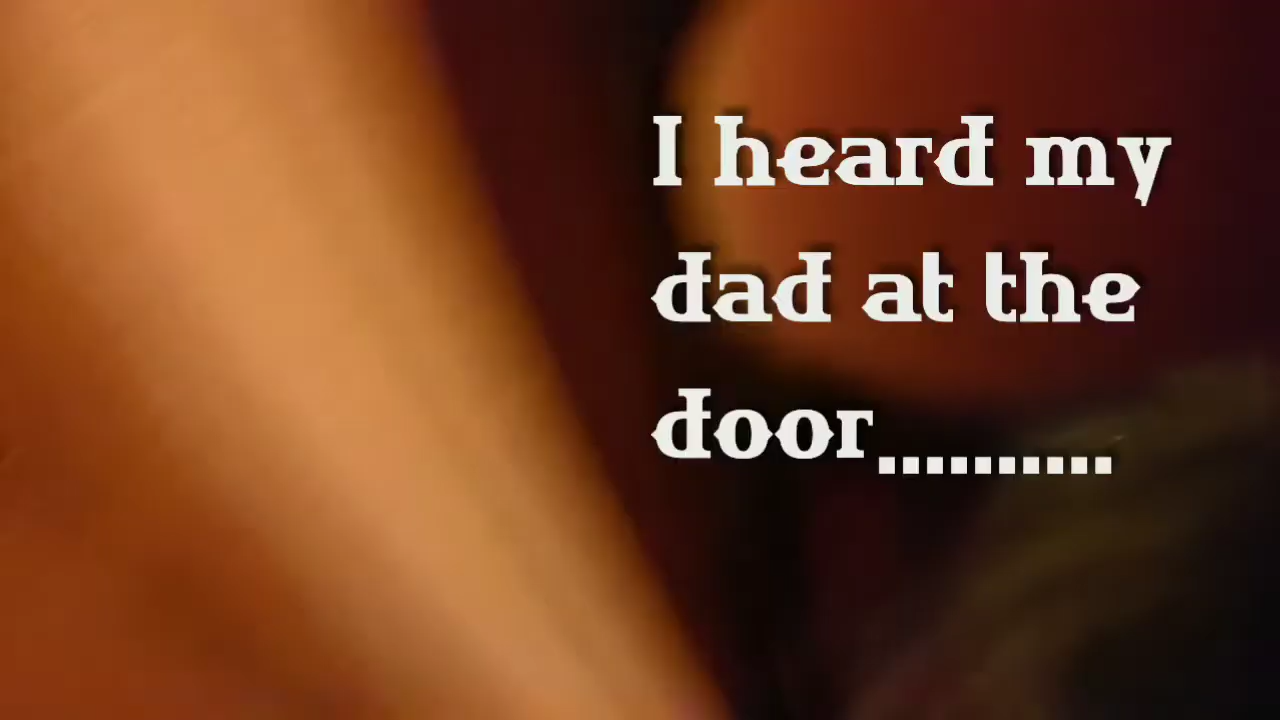 I heard my
dad at the
door..........